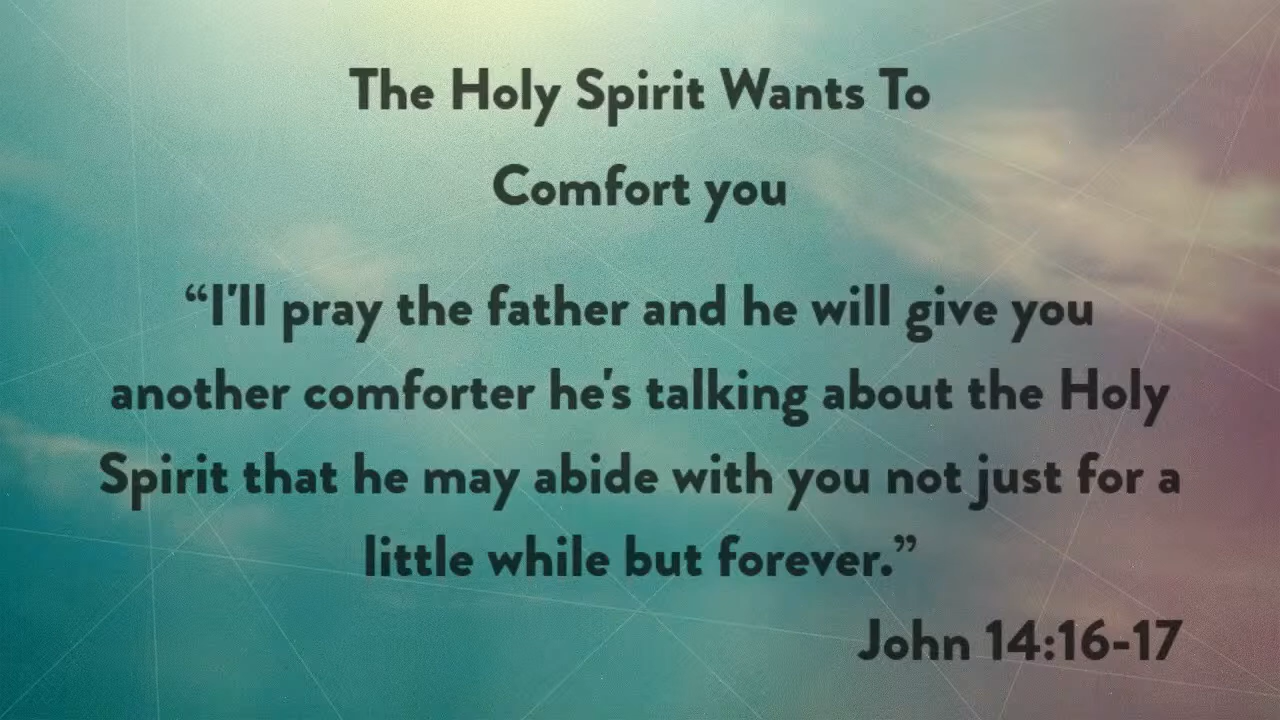 The Holy Spirit Wants To
Comfort you
“I'll pray the father and he will give you
another comforter he's talking about the Holy
Spirit that he may abide with you not just for a
little while but forever.”
John 14:16-17